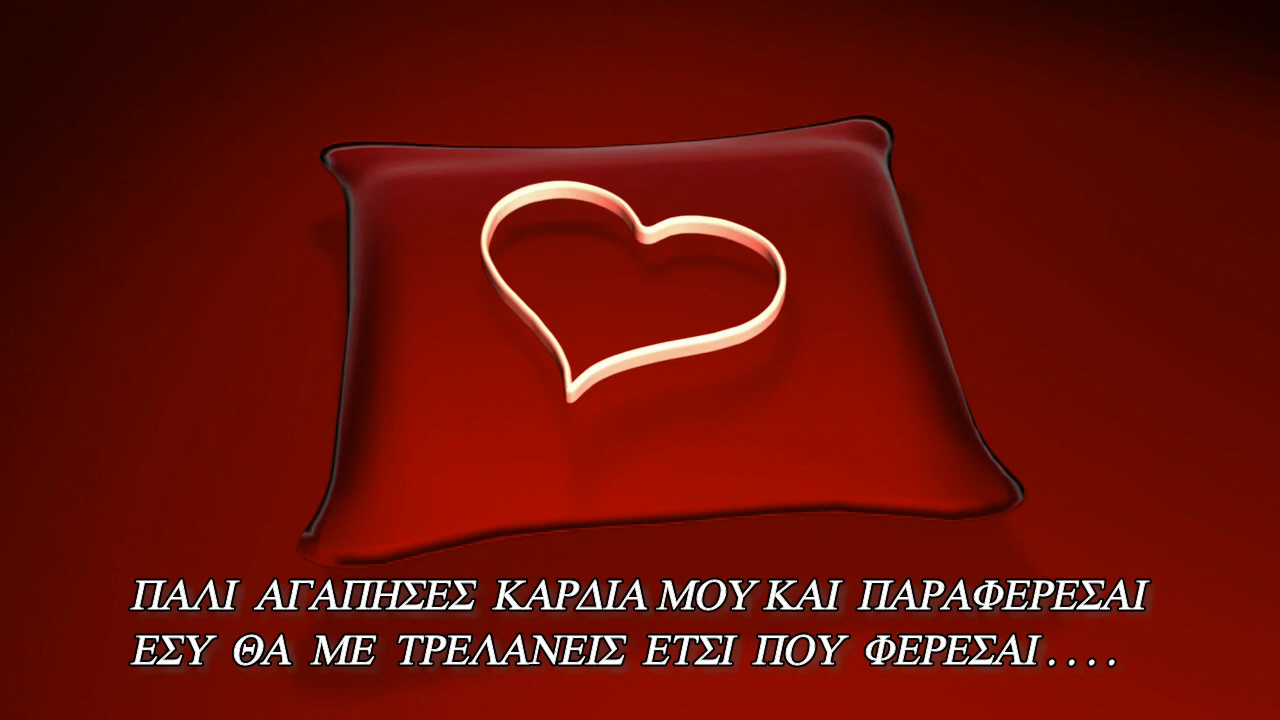 ΠΑΛΙ ΑΓΑΠΗΣΕΣ ΚΑΡΔΙΑ ΜΟΥ ΚΑΙ ΠΑΡΑΦΕΡΕΣΑΙ
ΕΣΥ ΘΑ ΜΕ ΤΡΕΛΑΝΕΙΣ ΕΤΣΙ ΠΟΥ ΦΕΡΕΣΑΙ....